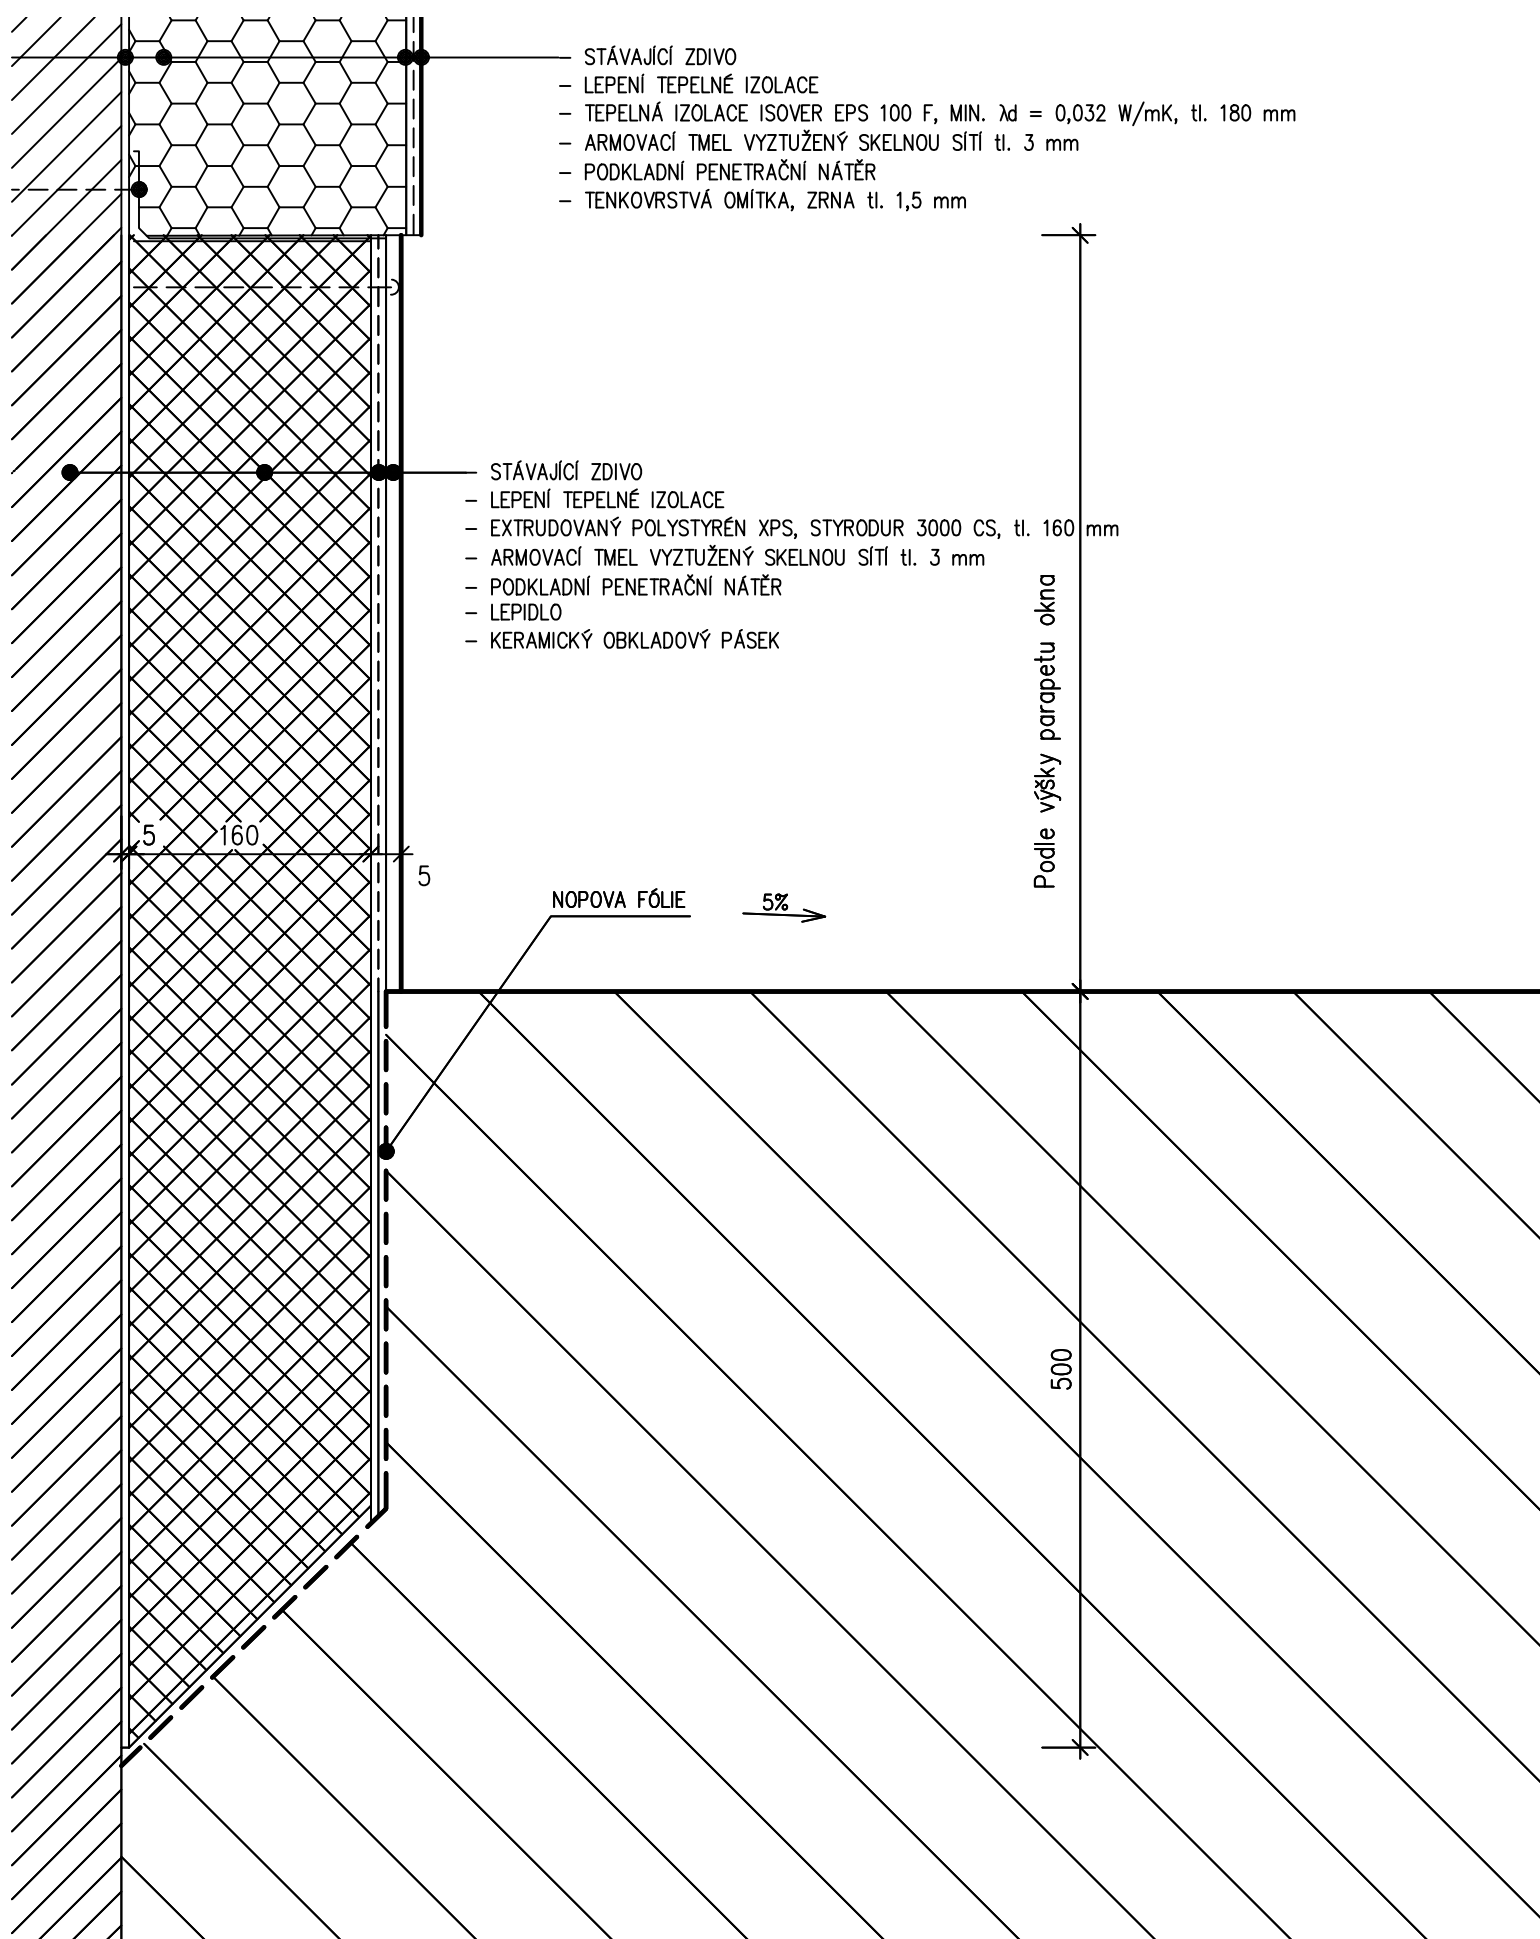 – STÁVAJÍCÍ ZDIVO
– LEPENÍ TEPELNÉ IZOLACE
– TEPELNÁ IZOLACE ISOVER EPS 100 F, MIN. λd = 0,032 W/mK, tl. 180 mm
– ARMOVACÍ TMEL VYZTUŽENÝ SKELNOU SÍTÍ tl. 3 mm
– PODKLADNÍ PENETRAČNÍ NÁTĚR
– TENKOVRSTVÁ OMÍTKA, ZRNA tl. 1,5 mm
– STÁVAJÍCÍ ZDIVO
– LEPENÍ TEPELNÉ IZOLACE
– EXTRUDOVANÝ POLYSTYRÉN XPS, STYRODUR 3000 CS, tl. 160 mm
– ARMOVACÍ TMEL VYZTUŽENÝ SKELNOU SÍTÍ tl. 3 mm
– PODKLADNÍ PENETRAČNÍ NÁTĚR
– LEPIDLO
– KERAMICKÝ OBKLADOVÝ PÁSEK
Podle výšky parapetu okna
5 160
5
NOPOVA FÓLIE
5%
500